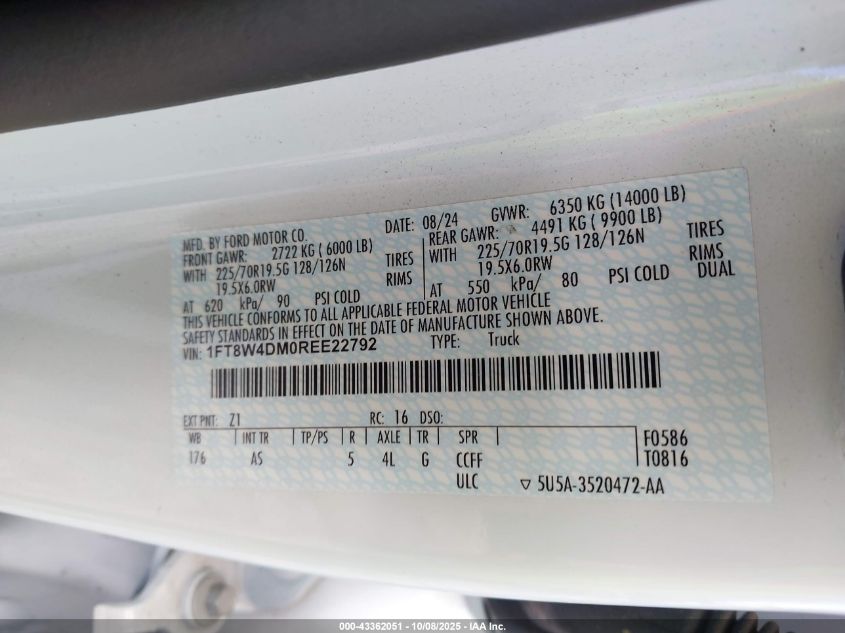 MFD. BY FORD MOTOR CO. DATE: 08/24 GVWR: 6350 KG (14000 LB)
FRONT GAWR: 2722 KG ( 6000 LB) REAR GAWR: 4491 KG ( 9900 LB)
WITH 225/70R19.5G 128/126N TIRES WITH 225/70R19.5G 128/126N TIRES
19.5X6.0RW RIMS 19.5X6.0RW RIMS
AT 620 kPa/ 90 PSI COLD AT 550 kPa/ 80 PSI COLD DUAL
THIS VEHICLE CONFORMS TO ALL APPLICABLE FEDERAL MOTOR VEHICLE
SAFETY STANDARDS IN EFFECT ON THE DATE OF MANUFACTURE SHOWN ABOVE.
VIN: 1FT8W4DM0REE22792 TYPE: Truck
EXT PNT: Z1 RC: 16 DSO:
WB INT TR TP/PS R AXLE TR SPR F0586
176 AS 5 4L G CCFF T0816
ULC ▽ 5U5A-3520472-AA
000-43362051 - 10/08/2025 - IAA Inc.